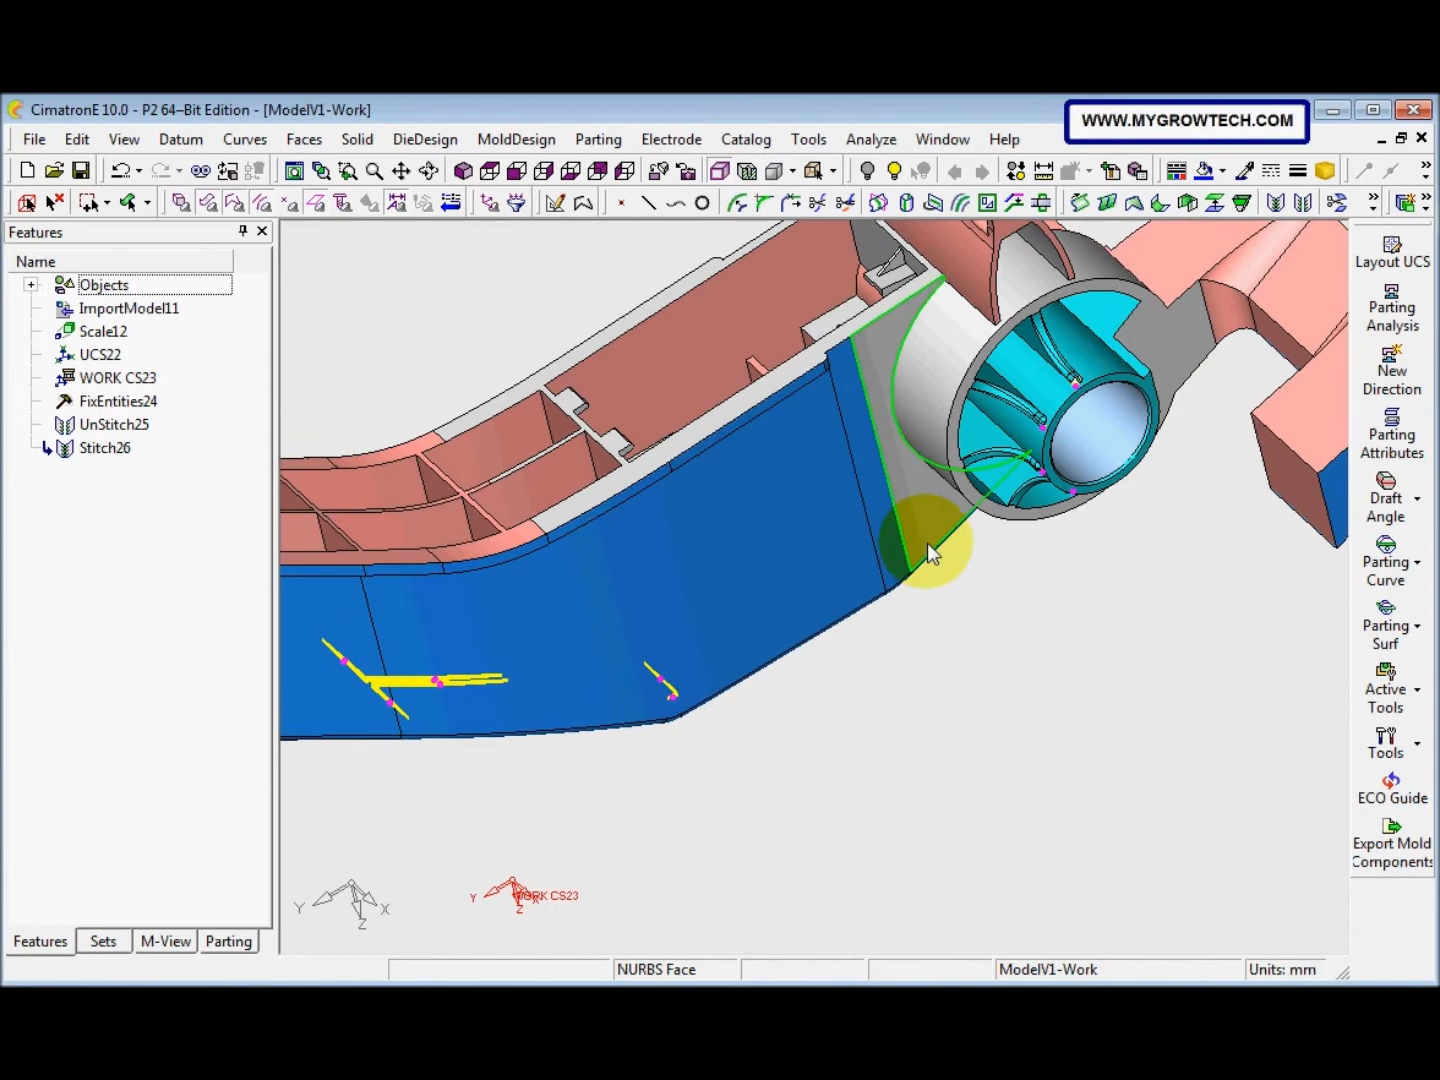 CimatronE 10.0 - P2 64–Bit Edition - [ModelV1-Work]
WWW.MYGROWTECH.COM
File Edit View Datum Curves Faces Solid DieDesign MoldDesign Parting Electrode Catalog Tools Analyze Window Help
Features
Name
Objects
ImportModel11
Scale12
UCS22
WORK CS23
FixEntities24
UnStitch25
Stitch26
Layout UCS
Parting
Analysis
New
Direction
Parting
Attributes
Draft
Angle
Parting
Curve
Parting
Surf
Active
Tools
Tools
ECO Guide
Export Mold
Components
Y X
Z
Y WORK CS23
Z
Features Sets M-View Parting
NURBS Face
ModelV1-Work
Units: mm